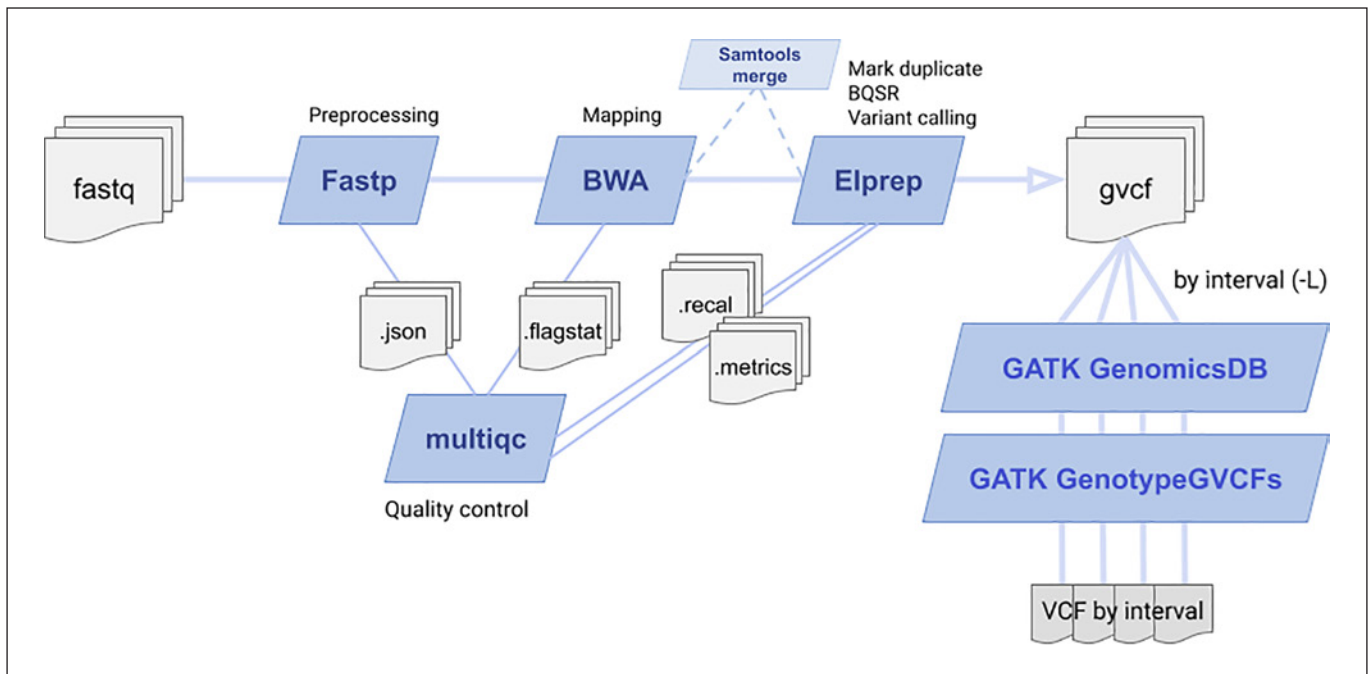 Samtools
merge
Mark duplicate
BQSR
Variant calling
Preprocessing
Mapping
fastq
Fastp
BWA
Elprep
gvcf
by interval (-L)
.json
.flagstat
.recal
.metrics
GATK GenomicsDB
multiqc
GATK GenotypeGVCFs
Quality control
VCF by interval